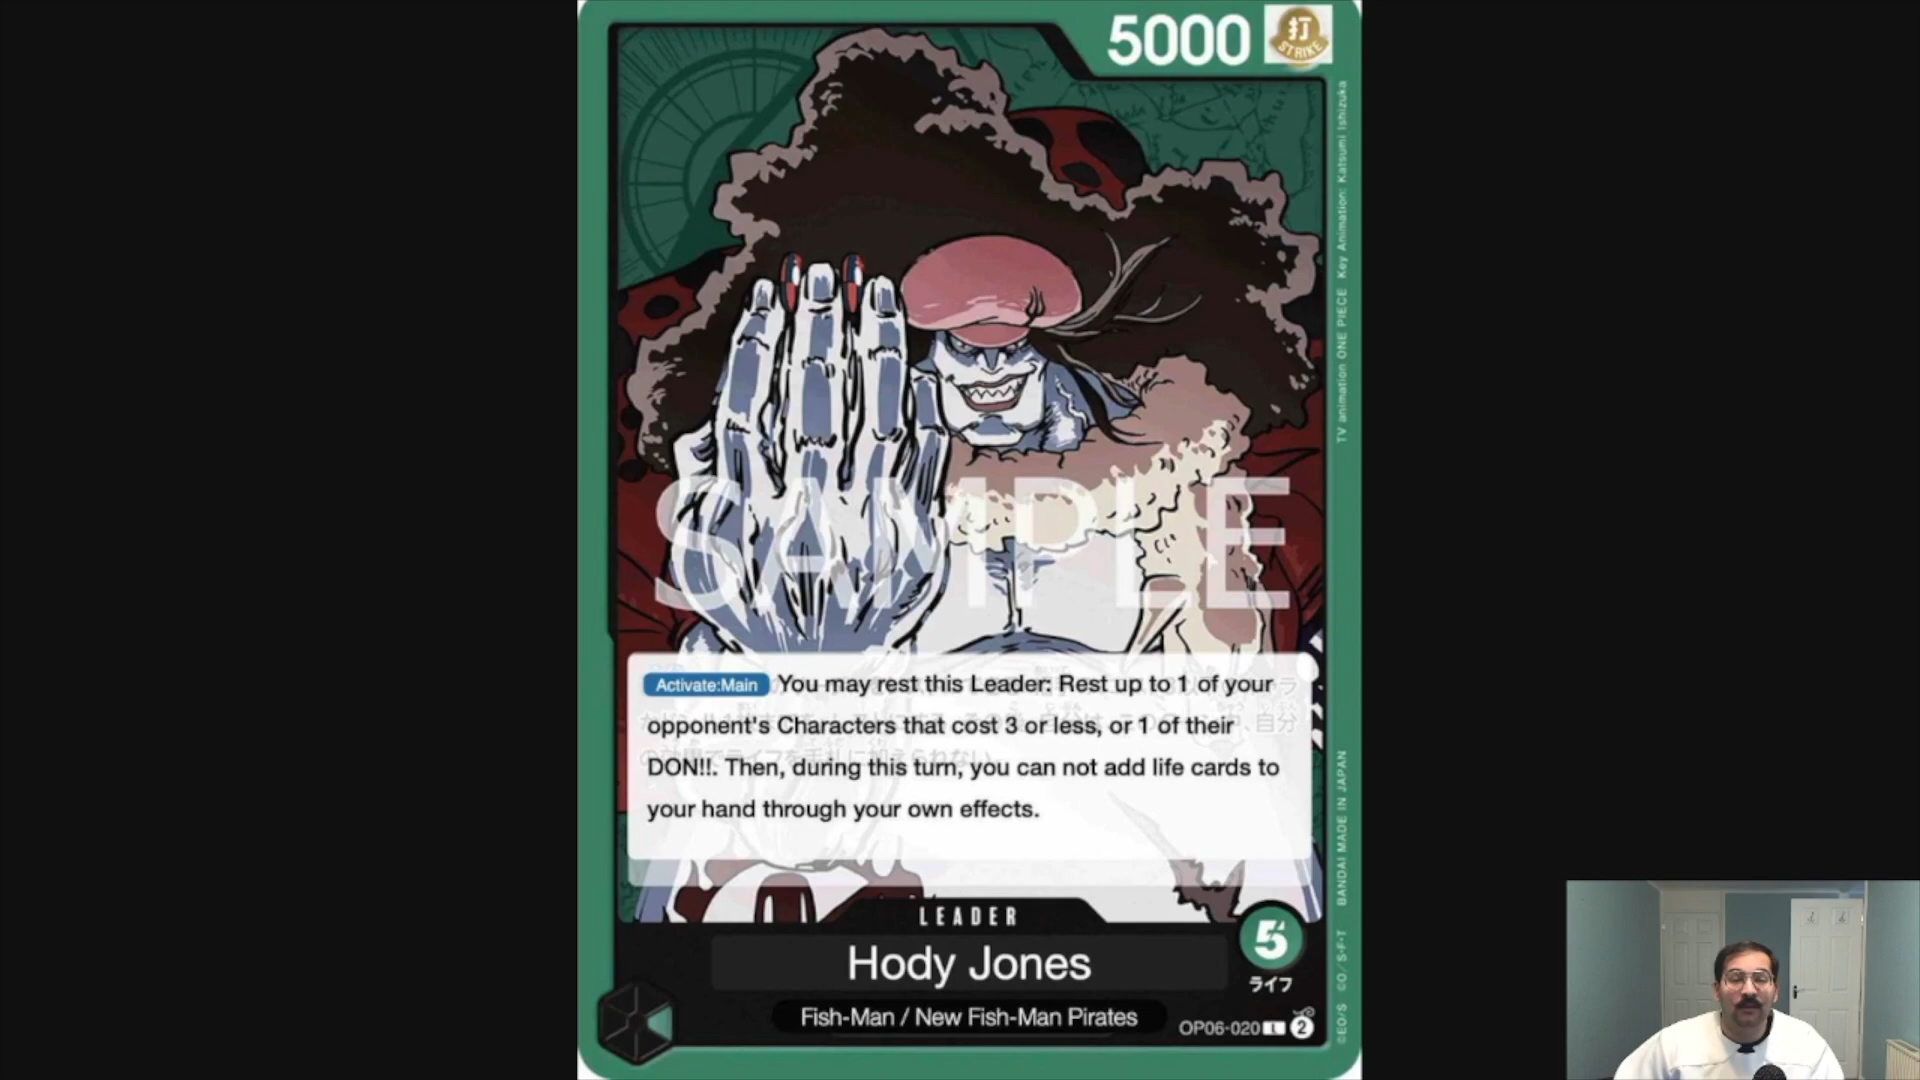 5000
打
STRIKE
TV animation ONE PIECE Key Animation: Katsumi Ishizuka
SAMPLE
Activate:Main You may rest this Leader: Rest up to 1 of your
opponent's Characters that cost 3 or less, or 1 of their
DON!!. Then, during this turn, you can not add life cards to
your hand through your own effects.
LEADER
Hody Jones
5
ライフ
Fish-Man / New Fish-Man Pirates
OP06-020 L 2
©EO/S ©O/S・F・T BANDAI MADE IN JAPAN